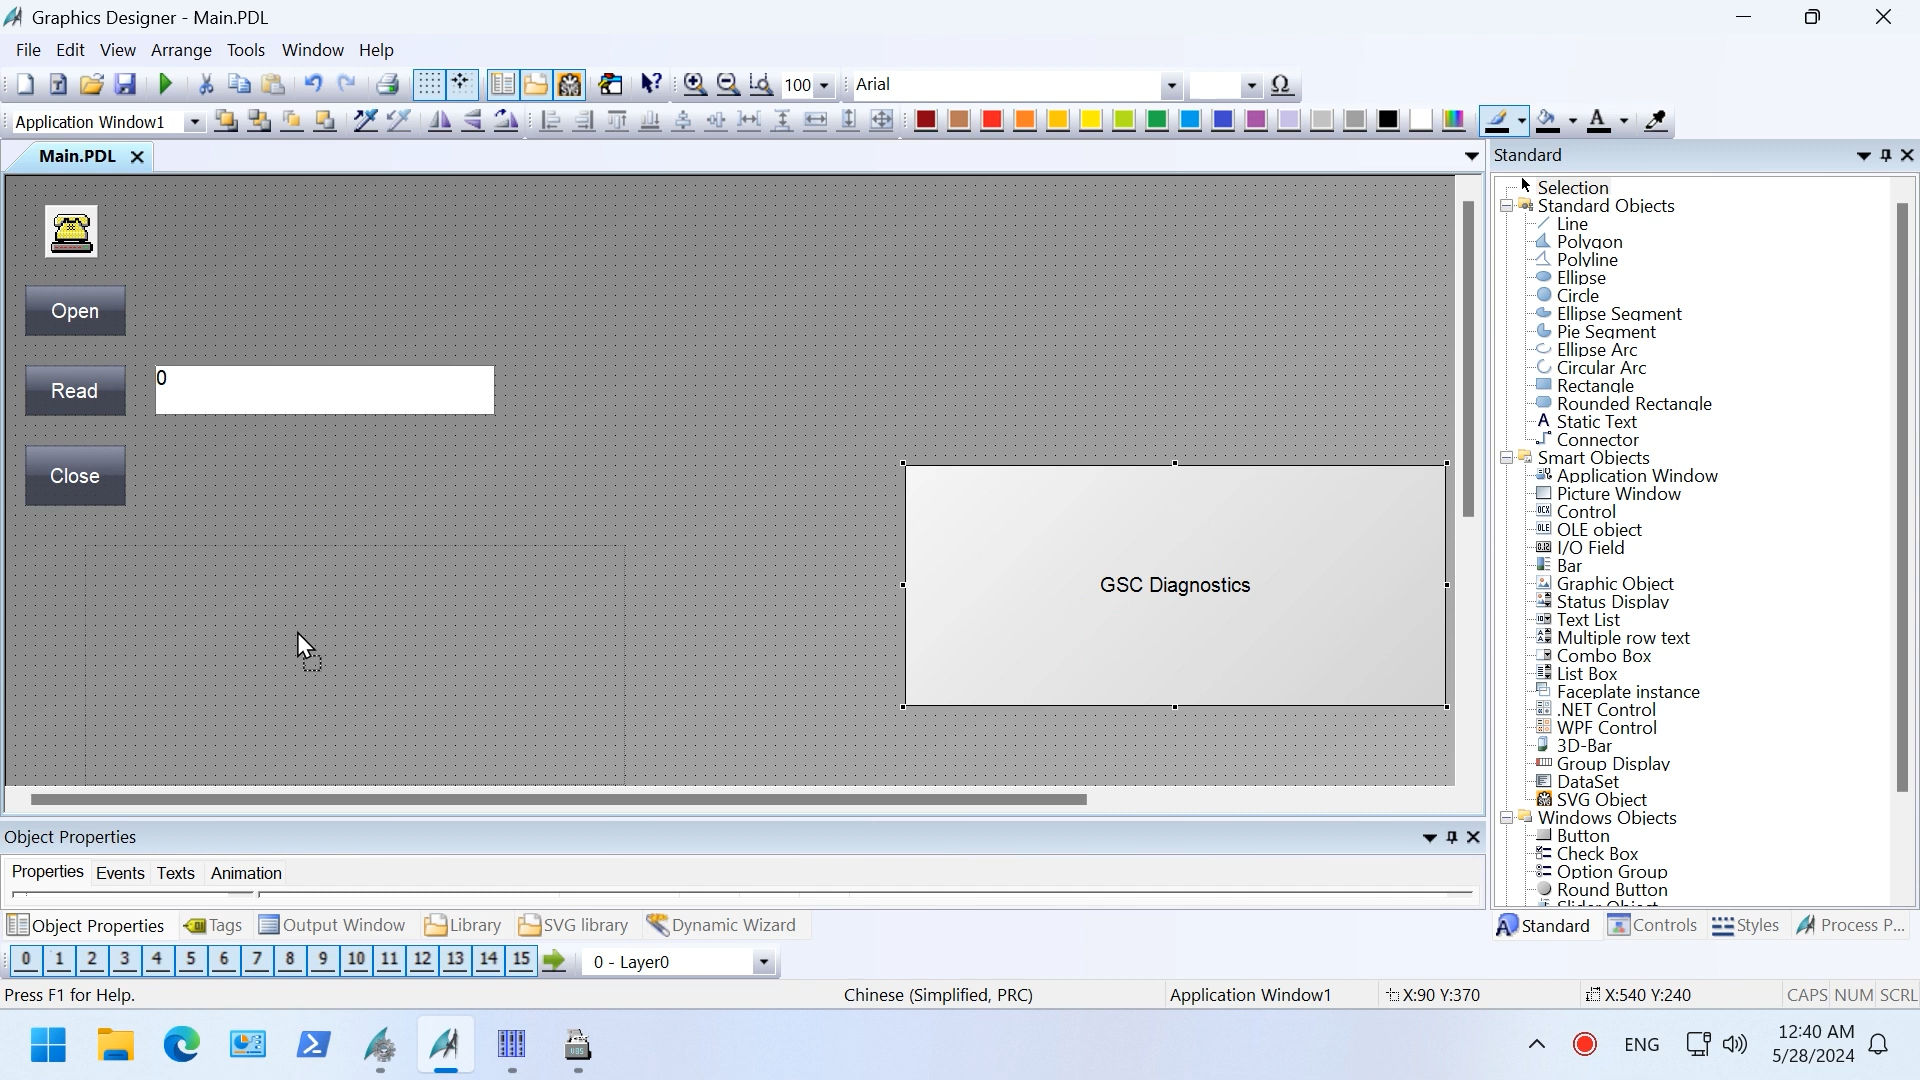 Graphics Designer - Main.PDL
File Edit View Arrange Tools Window Help
100 Arial
Application Window1
Main.PDL
Standard
Open
Read 0
Close
GSC Diagnostics
Selection
Standard Objects
Line
Polygon
Polyline
Ellipse
Circle
Ellipse Segment
Pie Segment
Ellipse Arc
Circular Arc
Rectangle
Rounded Rectangle
Static Text
Connector
Smart Objects
Application Window
Picture Window
Control
OLE object
I/O Field
Bar
Graphic Object
Status Display
Text List
Multiple row text
Combo Box
List Box
Faceplate instance
.NET Control
WPF Control
3D-Bar
Group Display
DataSet
SVG Object
Windows Objects
Button
Check Box
Option Group
Round Button
Slider Object
Object Properties
Properties Events Texts Animation
Object Properties Tags Output Window Library SVG library Dynamic Wizard
Standard Controls Styles Process P...
0 1 2 3 4 5 6 7 8 9 10 11 12 13 14 15 0 - Layer0
Press F1 for Help. Chinese (Simplified, PRC) Application Window1 X:90 Y:370 X:540 Y:240 CAPS NUM SCRL
ENG 12:40 AM
5/28/2024